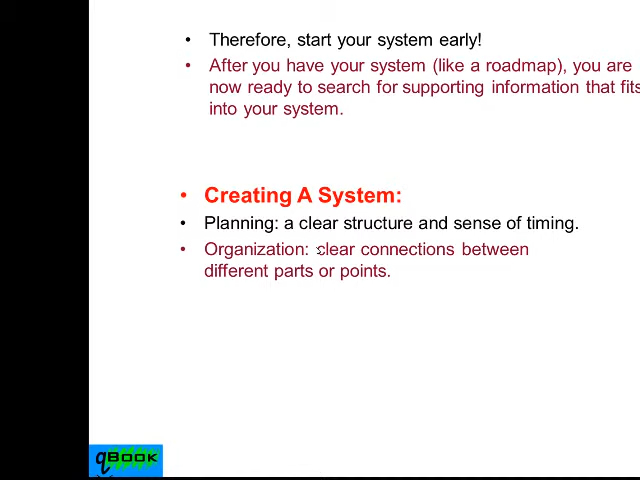 • Therefore, start your system early!
• After you have your system (like a roadmap), you are
now ready to search for supporting information that fits
into your system.
• Creating A System:
• Planning: a clear structure and sense of timing.
• Organization: clear connections between
different parts or points.
qBook